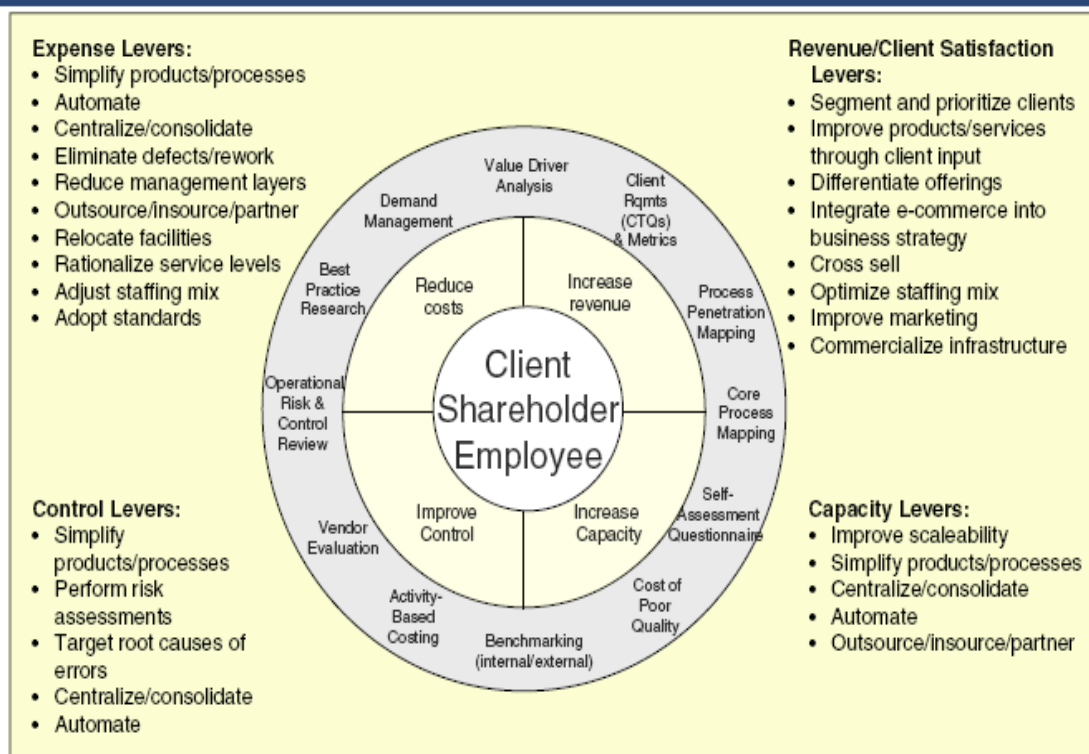 Expense Levers:
• Simplify products/processes
• Automate
• Centralize/consolidate
• Eliminate defects/rework
• Reduce management layers
• Outsource/insource/partner
• Relocate facilities
• Rationalize service levels
• Adjust staffing mix
• Adopt standards
Revenue/Client Satisfaction
Levers:
• Segment and prioritize clients
• Improve products/services
through client input
• Differentiate offerings
• Integrate e-commerce into
business strategy
• Cross sell
• Optimize staffing mix
• Improve marketing
• Commercialize infrastructure
Value Driver
Analysis
Client
Rqmts
(CTQs)
& Metrics
Process
Penetration
Mapping
Core
Process
Mapping
Self-
Assessment
Questionnaire
Cost of
Poor
Quality
Benchmarking
(internal/external)
Activity-
Based
Costing
Vendor
Evaluation
Operational
Risk &
Control
Review
Best
Practice
Research
Demand
Management
Reduce
costs
Increase
revenue
Client
Shareholder
Employee
Improve
Control
Increase
Capacity
Control Levers:
• Simplify
products/processes
• Perform risk
assessments
• Target root causes of
errors
• Centralize/consolidate
• Automate
Capacity Levers:
• Improve scaleability
• Simplify products/processes
• Centralize/consolidate
• Automate
• Outsource/insource/partner